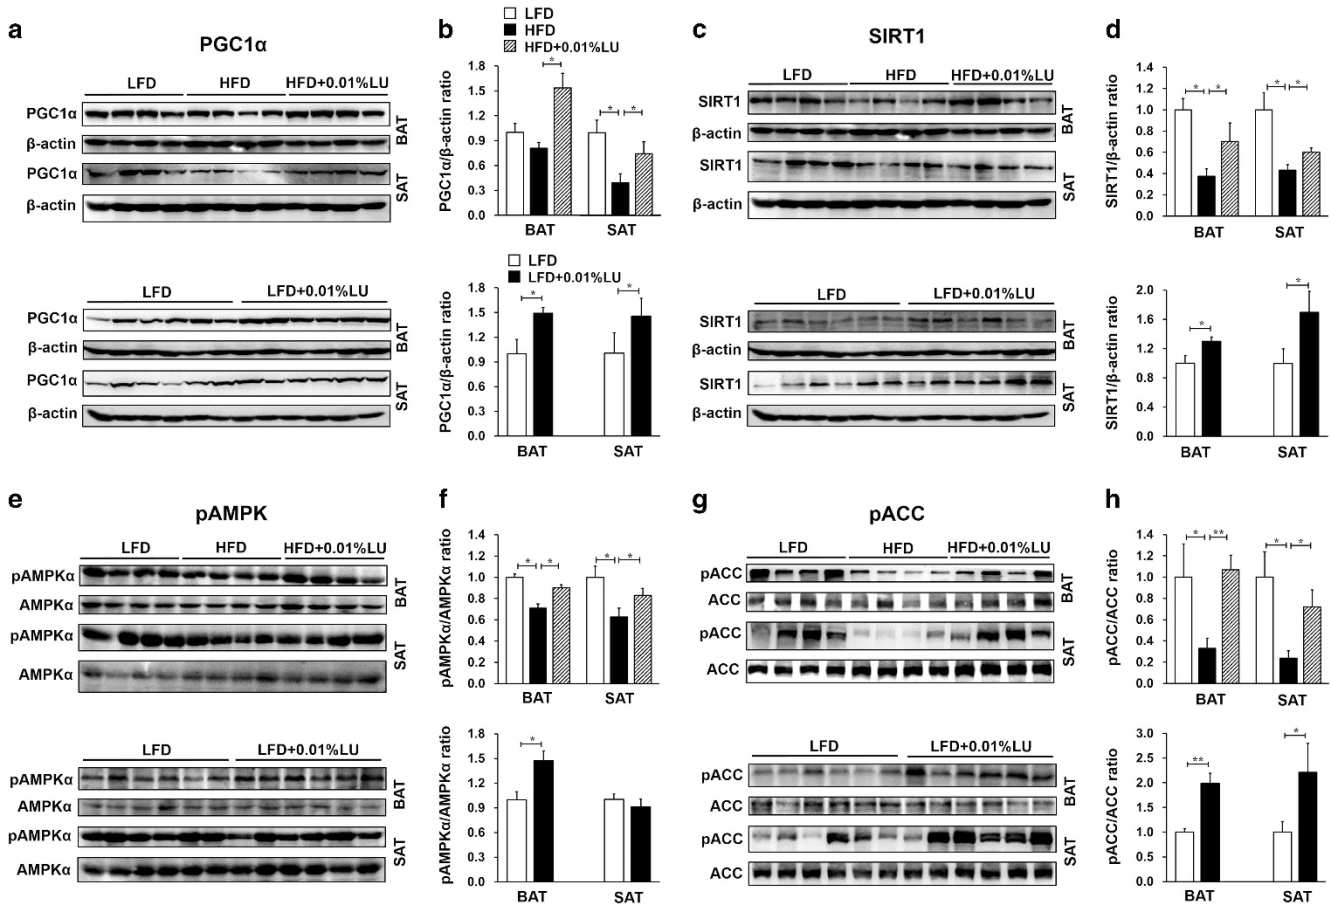 a
PGC1α
LFD HFD HFD+0.01%LU
PGC1α
β-actin
BAT
PGC1α
β-actin
SAT
LFD LFD+0.01%LU
PGC1α
β-actin
BAT
PGC1α
β-actin
SAT
b
LFD
HFD
HFD+0.01%LU
PGC1α/β-actin ratio
1.8
1.5
1.2
0.9
0.6
0.3
0.0
* * *
BAT SAT
LFD
LFD+0.01%LU
PGC1α/β-actin ratio
1.8
1.5
1.2
0.9
0.6
0.3
0.0
* *
BAT SAT
c
SIRT1
LFD HFD HFD+0.01%LU
SIRT1
β-actin
BAT
SIRT1
β-actin
SAT
LFD LFD+0.01%LU
SIRT1
β-actin
BAT
SIRT1
β-actin
SAT
d
SIRT1/β-actin ratio
1.4
1.2
1.0
0.8
0.6
0.4
0.2
0.0
* * * *
BAT SAT
SIRT1/β-actin ratio
2.0
1.6
1.2
0.8
0.4
0.0
* *
BAT SAT
e
pAMPK
LFD HFD HFD+0.01%LU
pAMPKα
AMPKα
BAT
pAMPKα
AMPKα
SAT
LFD LFD+0.01%LU
pAMPKα
AMPKα
BAT
pAMPKα
AMPKα
SAT
f
pAMPKα/AMPKα ratio
1.4
1.2
1.0
0.8
0.6
0.4
0.2
0.0
* * * *
BAT SAT
pAMPKα/AMPKα ratio
1.8
1.5
1.2
0.9
0.6
0.3
0.0
*
BAT SAT
g
pACC
LFD HFD HFD+0.01%LU
pACC
ACC
BAT
pACC
ACC
SAT
LFD LFD+0.01%LU
pACC
ACC
BAT
pACC
ACC
SAT
h
pACC/ACC ratio
1.4
1.2
1.0
0.8
0.6
0.4
0.2
0.0
* ** * *
BAT SAT
pACC/ACC ratio
3.0
2.5
2.0
1.5
1.0
0.5
0.0
** *
BAT SAT